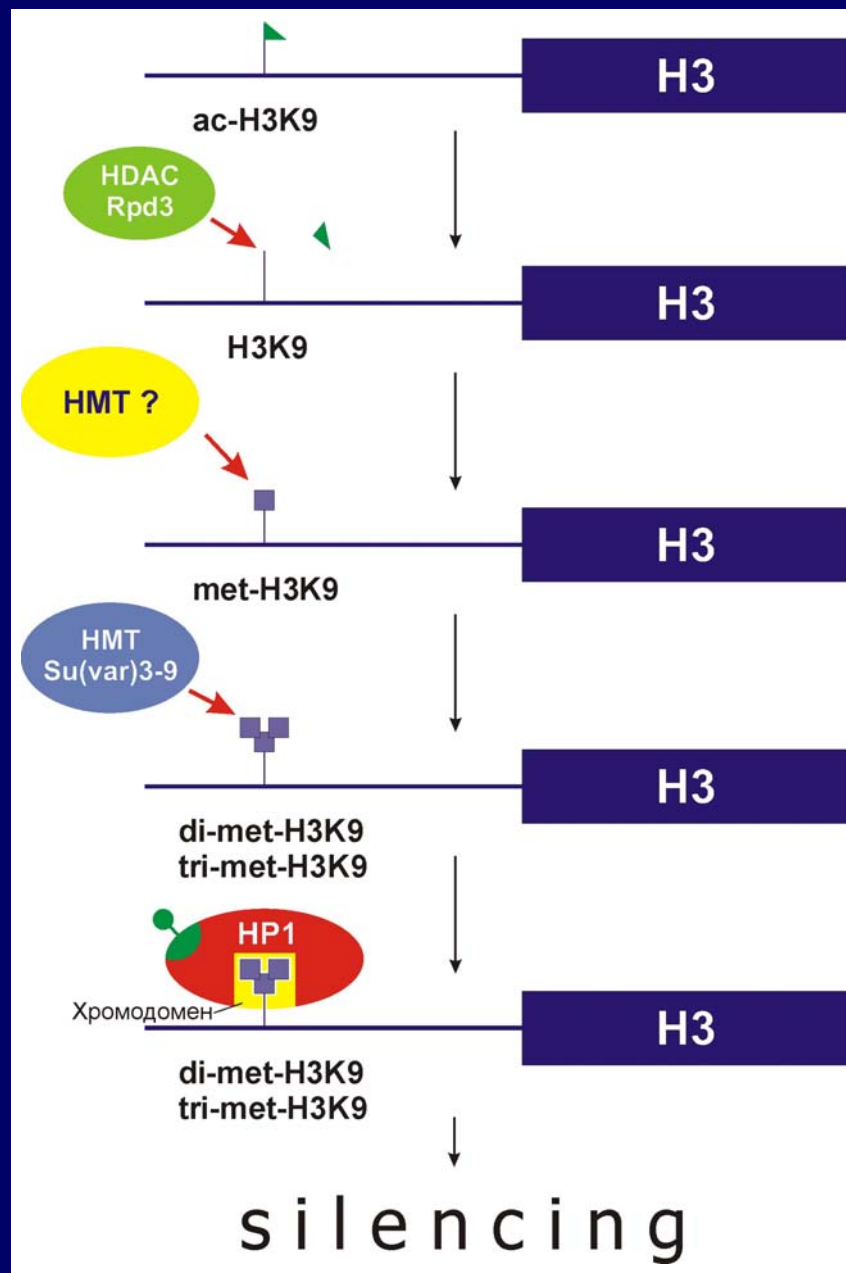 H3
ac-H3K9
HDAC
Rpd3
H3
H3K9
HMT ?
H3
met-H3K9
HMT
Su(var)3-9
H3
di-met-H3K9
tri-met-H3K9
HP1
Хромодомен
H3
di-met-H3K9
tri-met-H3K9
silencing